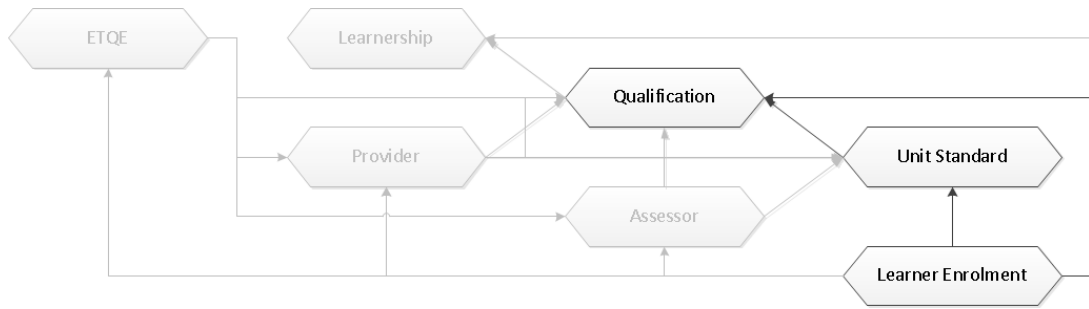 ETQE
Learnership
Qualification
Provider
Unit Standard
Assessor
Learner Enrolment